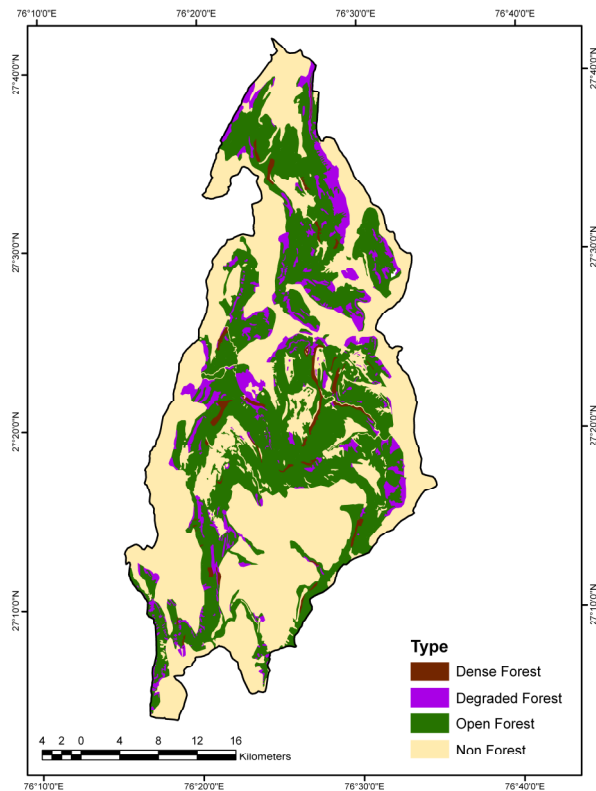 76°10'0"E 76°20'0"E 76°30'0"E 76°40'0"E
27°40'0"N 27°40'0"N
27°30'0"N 27°30'0"N
27°20'0"N 27°20'0"N
27°10'0"N 27°10'0"N
Type
Dense Forest
Degraded Forest
Open Forest
Non Forest
4 2 0 4 8 12 16
Kilometers
76°10'0"E 76°20'0"E 76°30'0"E 76°40'0"E